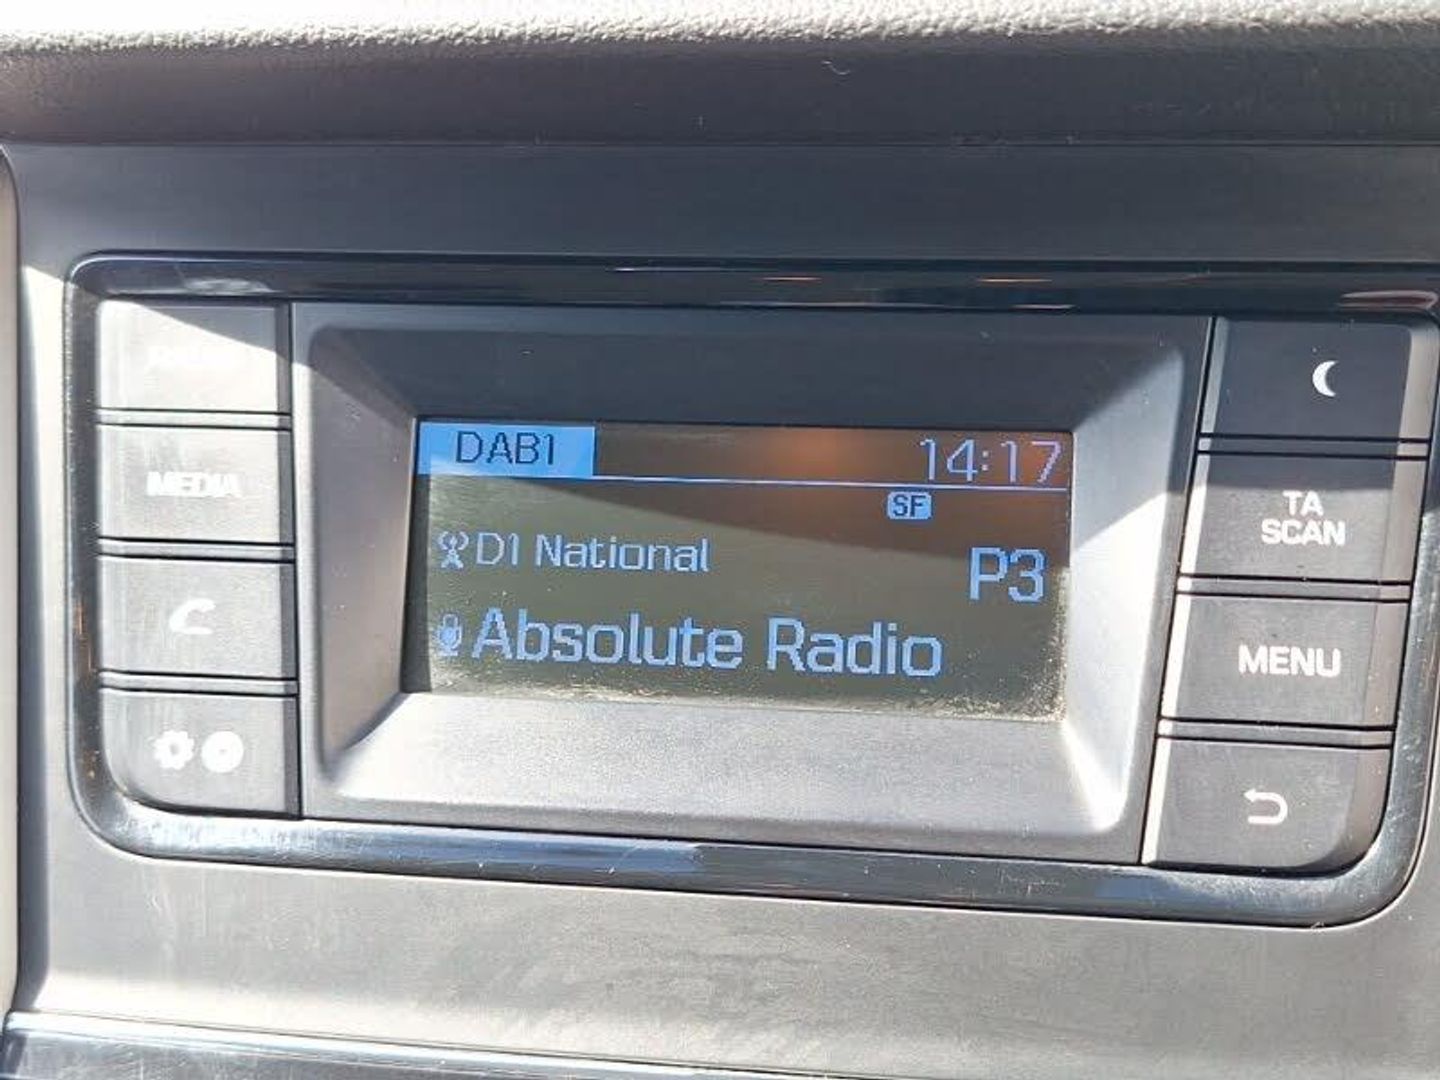 DAB1 14:17
SF
D1 National
P3
Absolute Radio
MEDIA
TA
SCAN
MENU